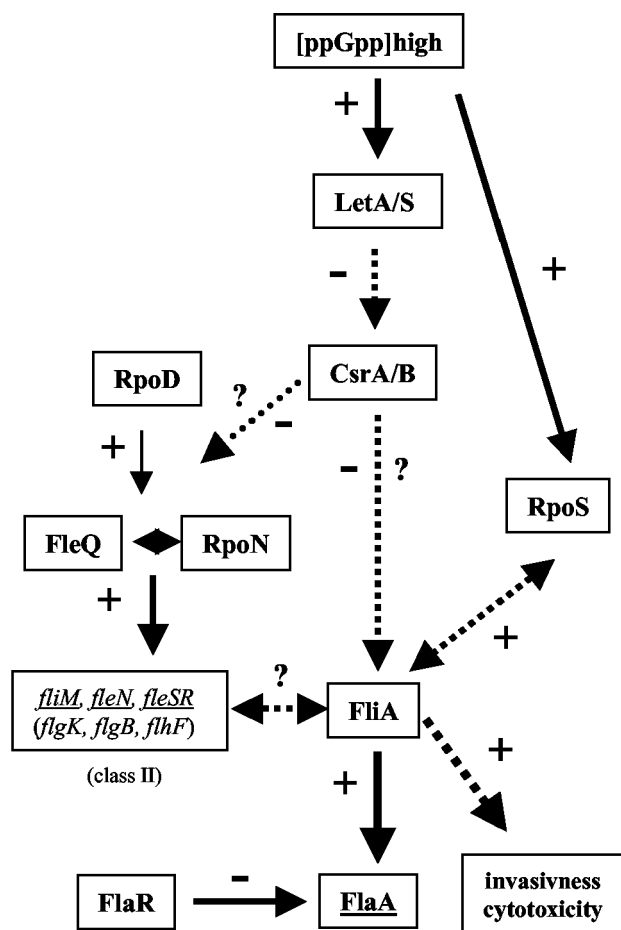 [ppGpp]high
+
LetA/S
+
-
RpoD
CsrA/B
?
-
+
-
?
RpoS
FleQ
RpoN
+
+
fliM, fleN, fleSR
(flgK, flgB, flhF)
?
FliA
(class II)
+
+
FlaR
-
FlaA
invasivness
cytotoxicity